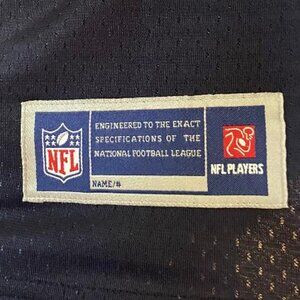 NFL
ENGINEERED TO THE EXACT
SPECIFICATIONS OF THE
NATIONAL FOOTBALL LEAGUE
NAME/#
NFL PLAYERS